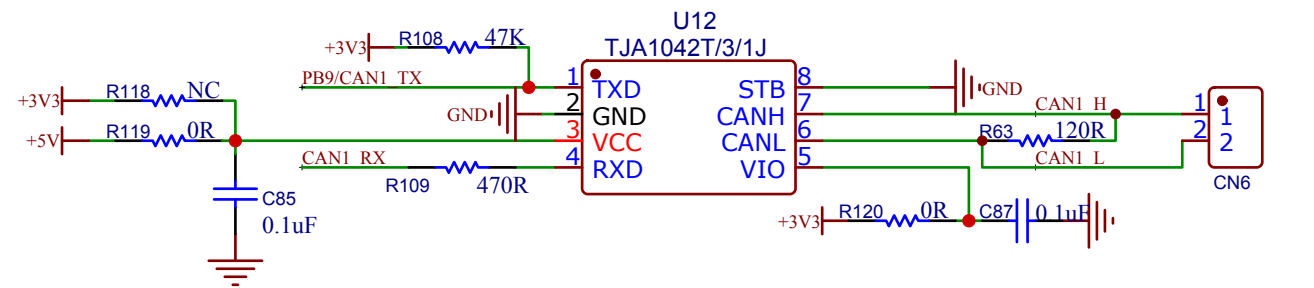 U12
TJA1042T/3/1J
+3V3 R108 47K
PB9/CAN1_TX
+3V3 R118 NC
+5V R119 0R
GND
CAN1_RX
R109 470R
C85
0.1uF
1 TXD
2 GND
3 VCC
4 RXD
STB 8
CANH 7
CANL 6
VIO 5
GND
CAN1_H
R63 120R
CAN1_L
1 1
2 2
CN6
+3V3 R120 0R C87 0.1uF